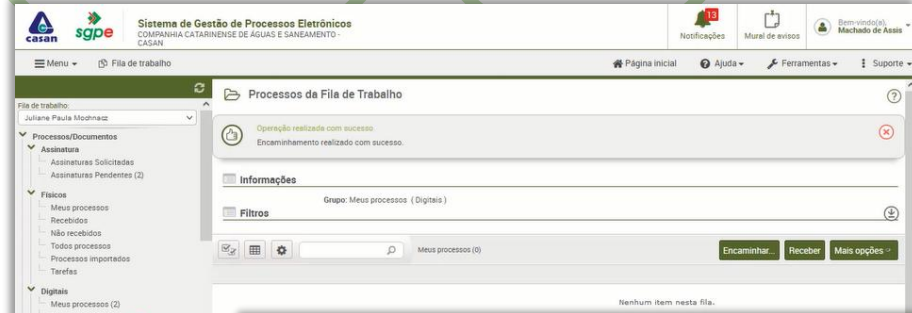 casan
sgpe
Sistema de Gestão de Processos Eletrônicos
COMPANHIA CATARINENSE DE ÁGUAS E SANEAMENTO -
CASAN
13
Notificações
Mural de avisos
Bem-vindo(a),
Machado de Assis
Menu
Fila de trabalho
Página inicial
Ajuda
Ferramentas
Suporte
Fila de trabalho:
Juliane Paula Mochnacz
Processos/Documentos
Assinatura
Assinaturas Solicitadas
Assinaturas Pendentes (2)
Físicos
Meus processos
Recebidos
Não recebidos
Todos processos
Processos importados
Tarefas
Digitais
Meus processos (2)
Processos da Fila de Trabalho
?
Operação realizada com sucesso
Encaminhamento realizado com sucesso.
Informações
Grupo: Meus processos ( Digitais )
Filtros
Meus processos (0)
Encaminhar...
Receber
Mais opções
Nenhum item nesta fila.